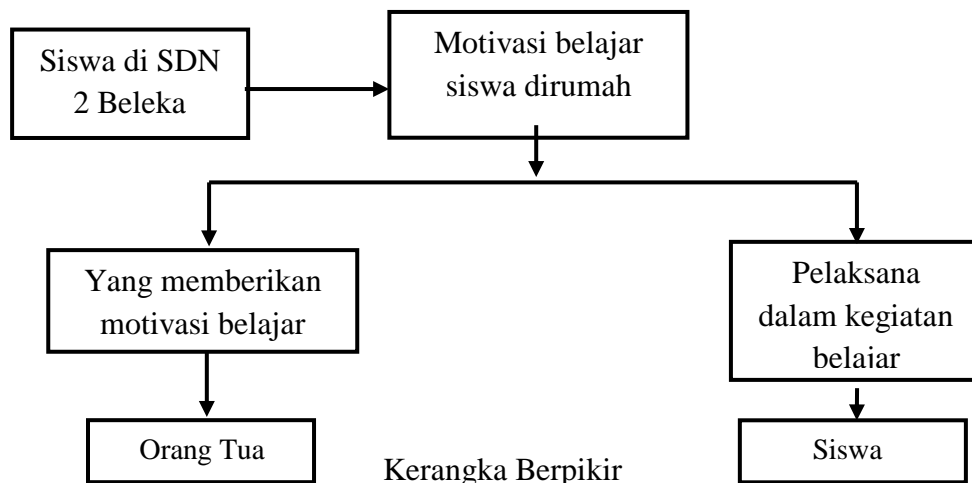 Siswa di SDN
2 Beleka
Motivasi belajar
siswa dirumah
Yang memberikan
motivasi belajar
Pelaksana
dalam kegiatan
belajar
Orang Tua
Siswa
Kerangka Berpikir